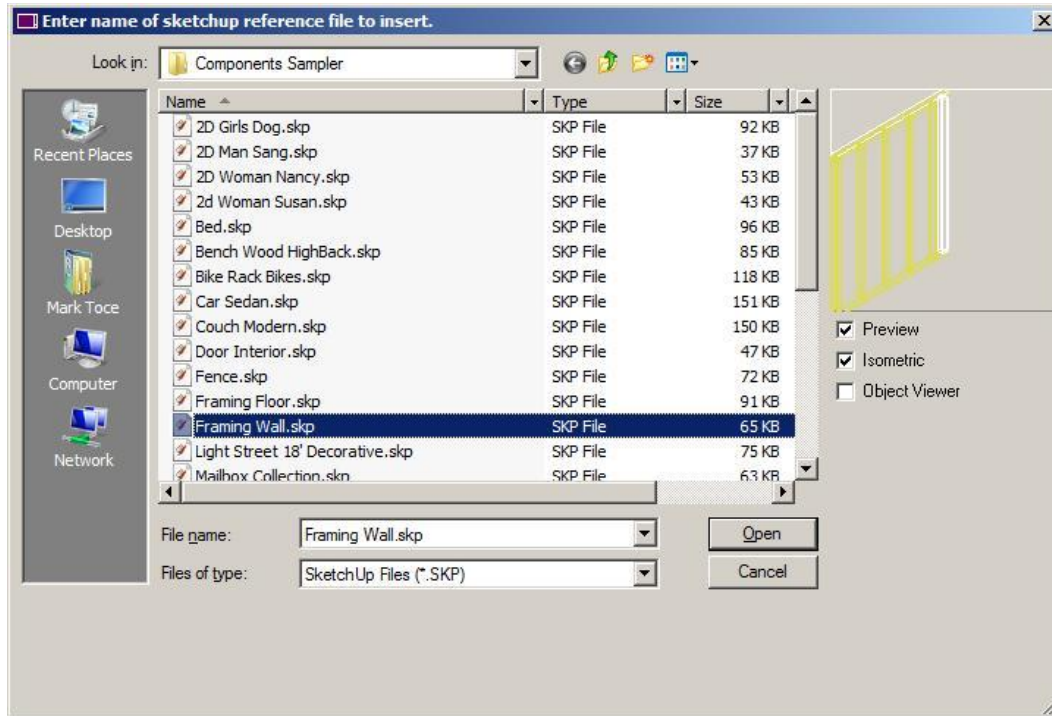 Enter name of sketchup reference file to insert.
Look in: Components Sampler
Name Type Size
2D Girls Dog.skp SKP File 92 KB
2D Man Sang.skp SKP File 37 KB
2D Woman Nancy.skp SKP File 53 KB
2d Woman Susan.skp SKP File 43 KB
Bed.skp SKP File 96 KB
Bench Wood HighBack.skp SKP File 85 KB
Bike Rack Bikes.skp SKP File 118 KB
Car Sedan.skp SKP File 151 KB
Couch Modern.skp SKP File 150 KB
Door Interior.skp SKP File 47 KB
Fence.skp SKP File 72 KB
Framing Floor.skp SKP File 91 KB
Framing Wall.skp SKP File 65 KB
Light Street 18' Decorative.skp SKP File 75 KB
Mailbox Collection.skp SKP File 63 KB
Recent Places
Desktop
Mark Toce
Computer
Network
Preview
Isometric
Object Viewer
File name: Framing Wall.skp Open
Files of type: SketchUp Files (*.SKP) Cancel